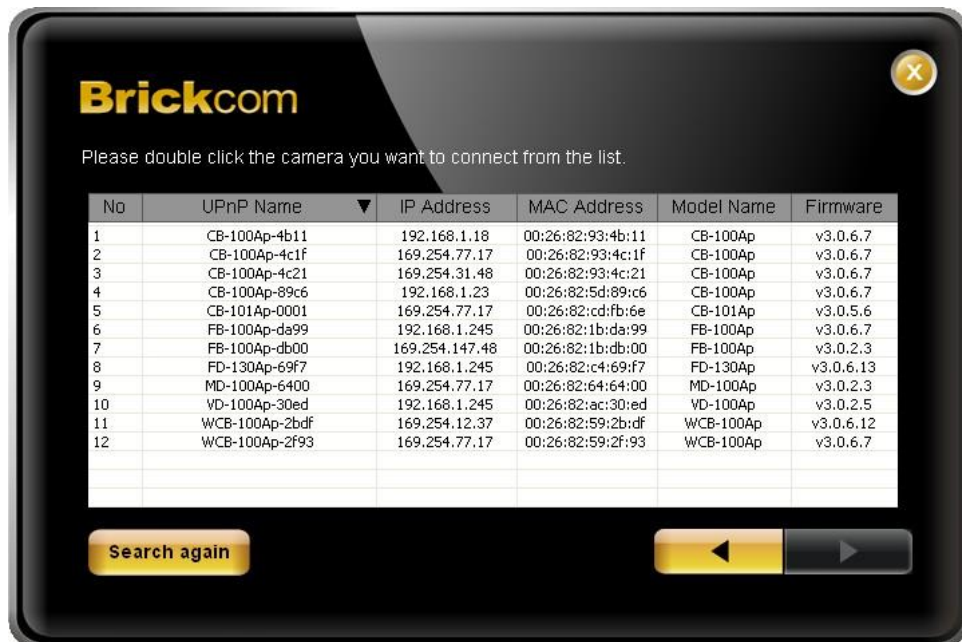 Brickcom
Please double click the camera you want to connect from the list.
No UPnP Name ▼ IP Address MAC Address Model Name Firmware
1 CB-100Ap-4b11 192.168.1.18 00:26:82:93:4b:11 CB-100Ap v3.0.6.7
2 CB-100Ap-4c1f 169.254.77.17 00:26:82:93:4c:1f CB-100Ap v3.0.6.7
3 CB-100Ap-4c21 169.254.31.48 00:26:82:93:4c:21 CB-100Ap v3.0.6.7
4 CB-100Ap-89c6 192.168.1.23 00:26:82:5d:89:c6 CB-100Ap v3.0.6.7
5 CB-101Ap-0001 169.254.77.17 00:26:82:cd:fb:6e CB-101Ap v3.0.5.6
6 FB-100Ap-da99 192.168.1.245 00:26:82:1b:da:99 FB-100Ap v3.0.6.7
7 FB-100Ap-db00 169.254.147.48 00:26:82:1b:db:00 FB-100Ap v3.0.2.3
8 FD-130Ap-69f7 192.168.1.245 00:26:82:c4:69:f7 FD-130Ap v3.0.6.13
9 MD-100Ap-6400 169.254.77.17 00:26:82:64:64:00 MD-100Ap v3.0.2.3
10 VD-100Ap-30ed 192.168.1.245 00:26:82:ac:30:ed VD-100Ap v3.0.2.5
11 WCB-100Ap-2bdf 169.254.12.37 00:26:82:59:2b:df WCB-100Ap v3.0.6.12
12 WCB-100Ap-2f93 169.254.77.17 00:26:82:59:2f:93 WCB-100Ap v3.0.6.7
Search again